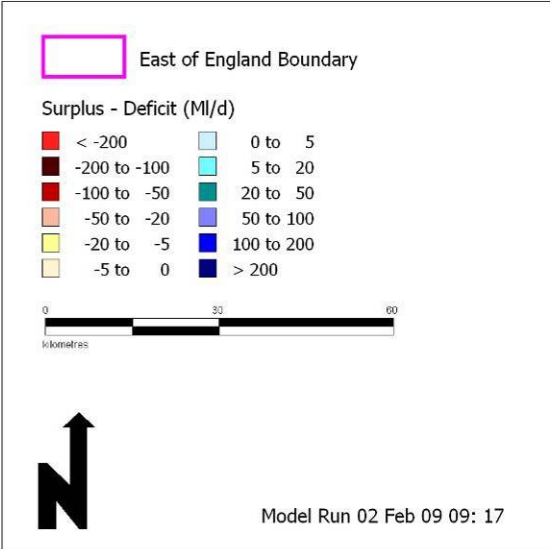 East of England Boundary
Surplus - Deficit (Ml/d)
< -200 0 to 5
-200 to -100 5 to 20
-100 to -50 20 to 50
-50 to -20 50 to 100
-20 to -5 100 to 200
-5 to 0 > 200
0 30 60
kilometres
N
Model Run 02 Feb 09 09: 17